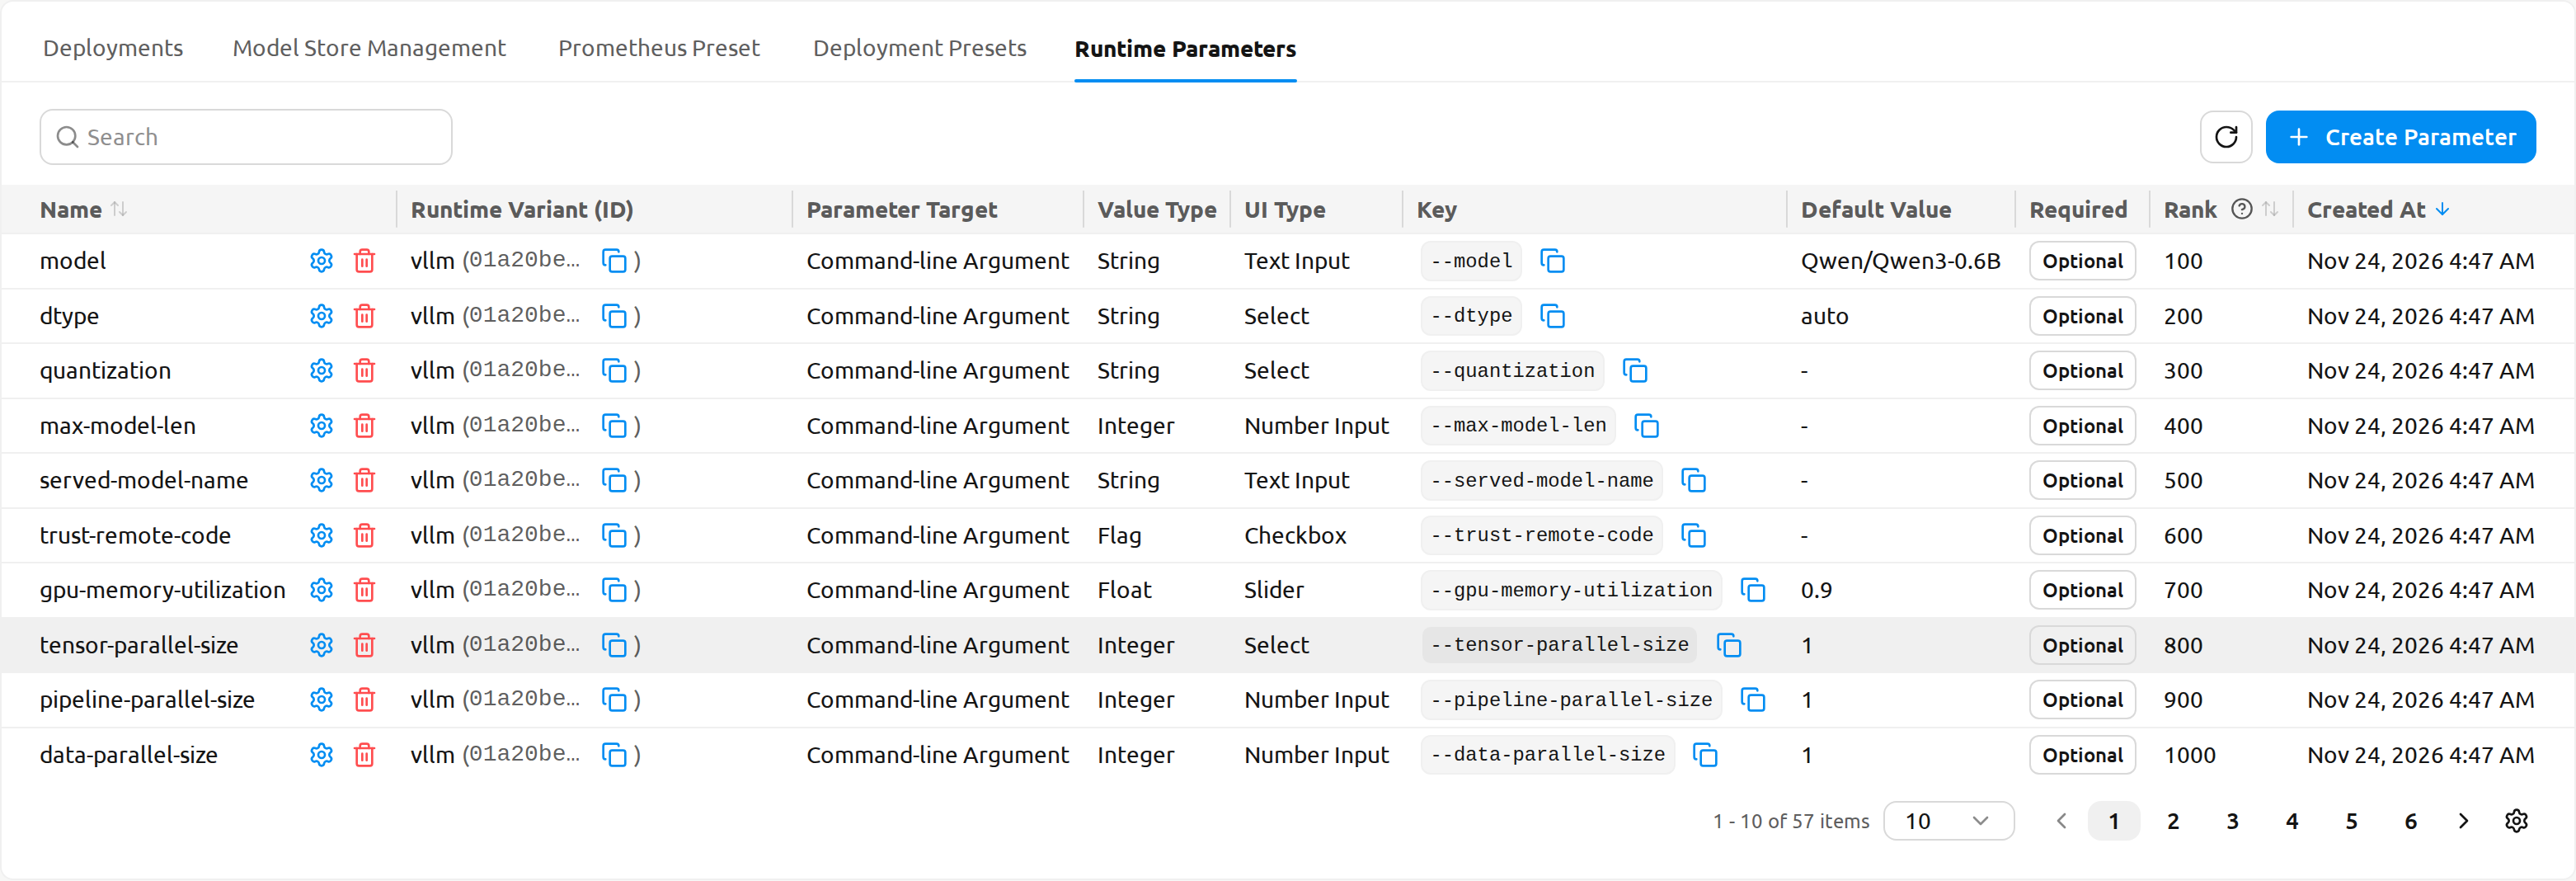 Deployments Model Store Management Prometheus Preset Deployment Presets Runtime Parameters
Search Create Parameter
Name Runtime Variant (ID) Parameter Target Value Type UI Type Key Default Value Required Rank Created At
model vllm (01a20be... ) Command-line Argument String Text Input --model Qwen/Qwen3-0.6B Optional 100 Nov 24, 2026 4:47 AM
dtype vllm (01a20be... ) Command-line Argument String Select --dtype auto Optional 200 Nov 24, 2026 4:47 AM
quantization vllm (01a20be... ) Command-line Argument String Select --quantization - Optional 300 Nov 24, 2026 4:47 AM
max-model-len vllm (01a20be... ) Command-line Argument Integer Number Input --max-model-len - Optional 400 Nov 24, 2026 4:47 AM
served-model-name vllm (01a20be... ) Command-line Argument String Text Input --served-model-name - Optional 500 Nov 24, 2026 4:47 AM
trust-remote-code vllm (01a20be... ) Command-line Argument Flag Checkbox --trust-remote-code - Optional 600 Nov 24, 2026 4:47 AM
gpu-memory-utilization vllm (01a20be... ) Command-line Argument Float Slider --gpu-memory-utilization 0.9 Optional 700 Nov 24, 2026 4:47 AM
tensor-parallel-size vllm (01a20be... ) Command-line Argument Integer Select --tensor-parallel-size 1 Optional 800 Nov 24, 2026 4:47 AM
pipeline-parallel-size vllm (01a20be... ) Command-line Argument Integer Number Input --pipeline-parallel-size 1 Optional 900 Nov 24, 2026 4:47 AM
data-parallel-size vllm (01a20be... ) Command-line Argument Integer Number Input --data-parallel-size 1 Optional 1000 Nov 24, 2026 4:47 AM
1 - 10 of 57 items 10 1 2 3 4 5 6